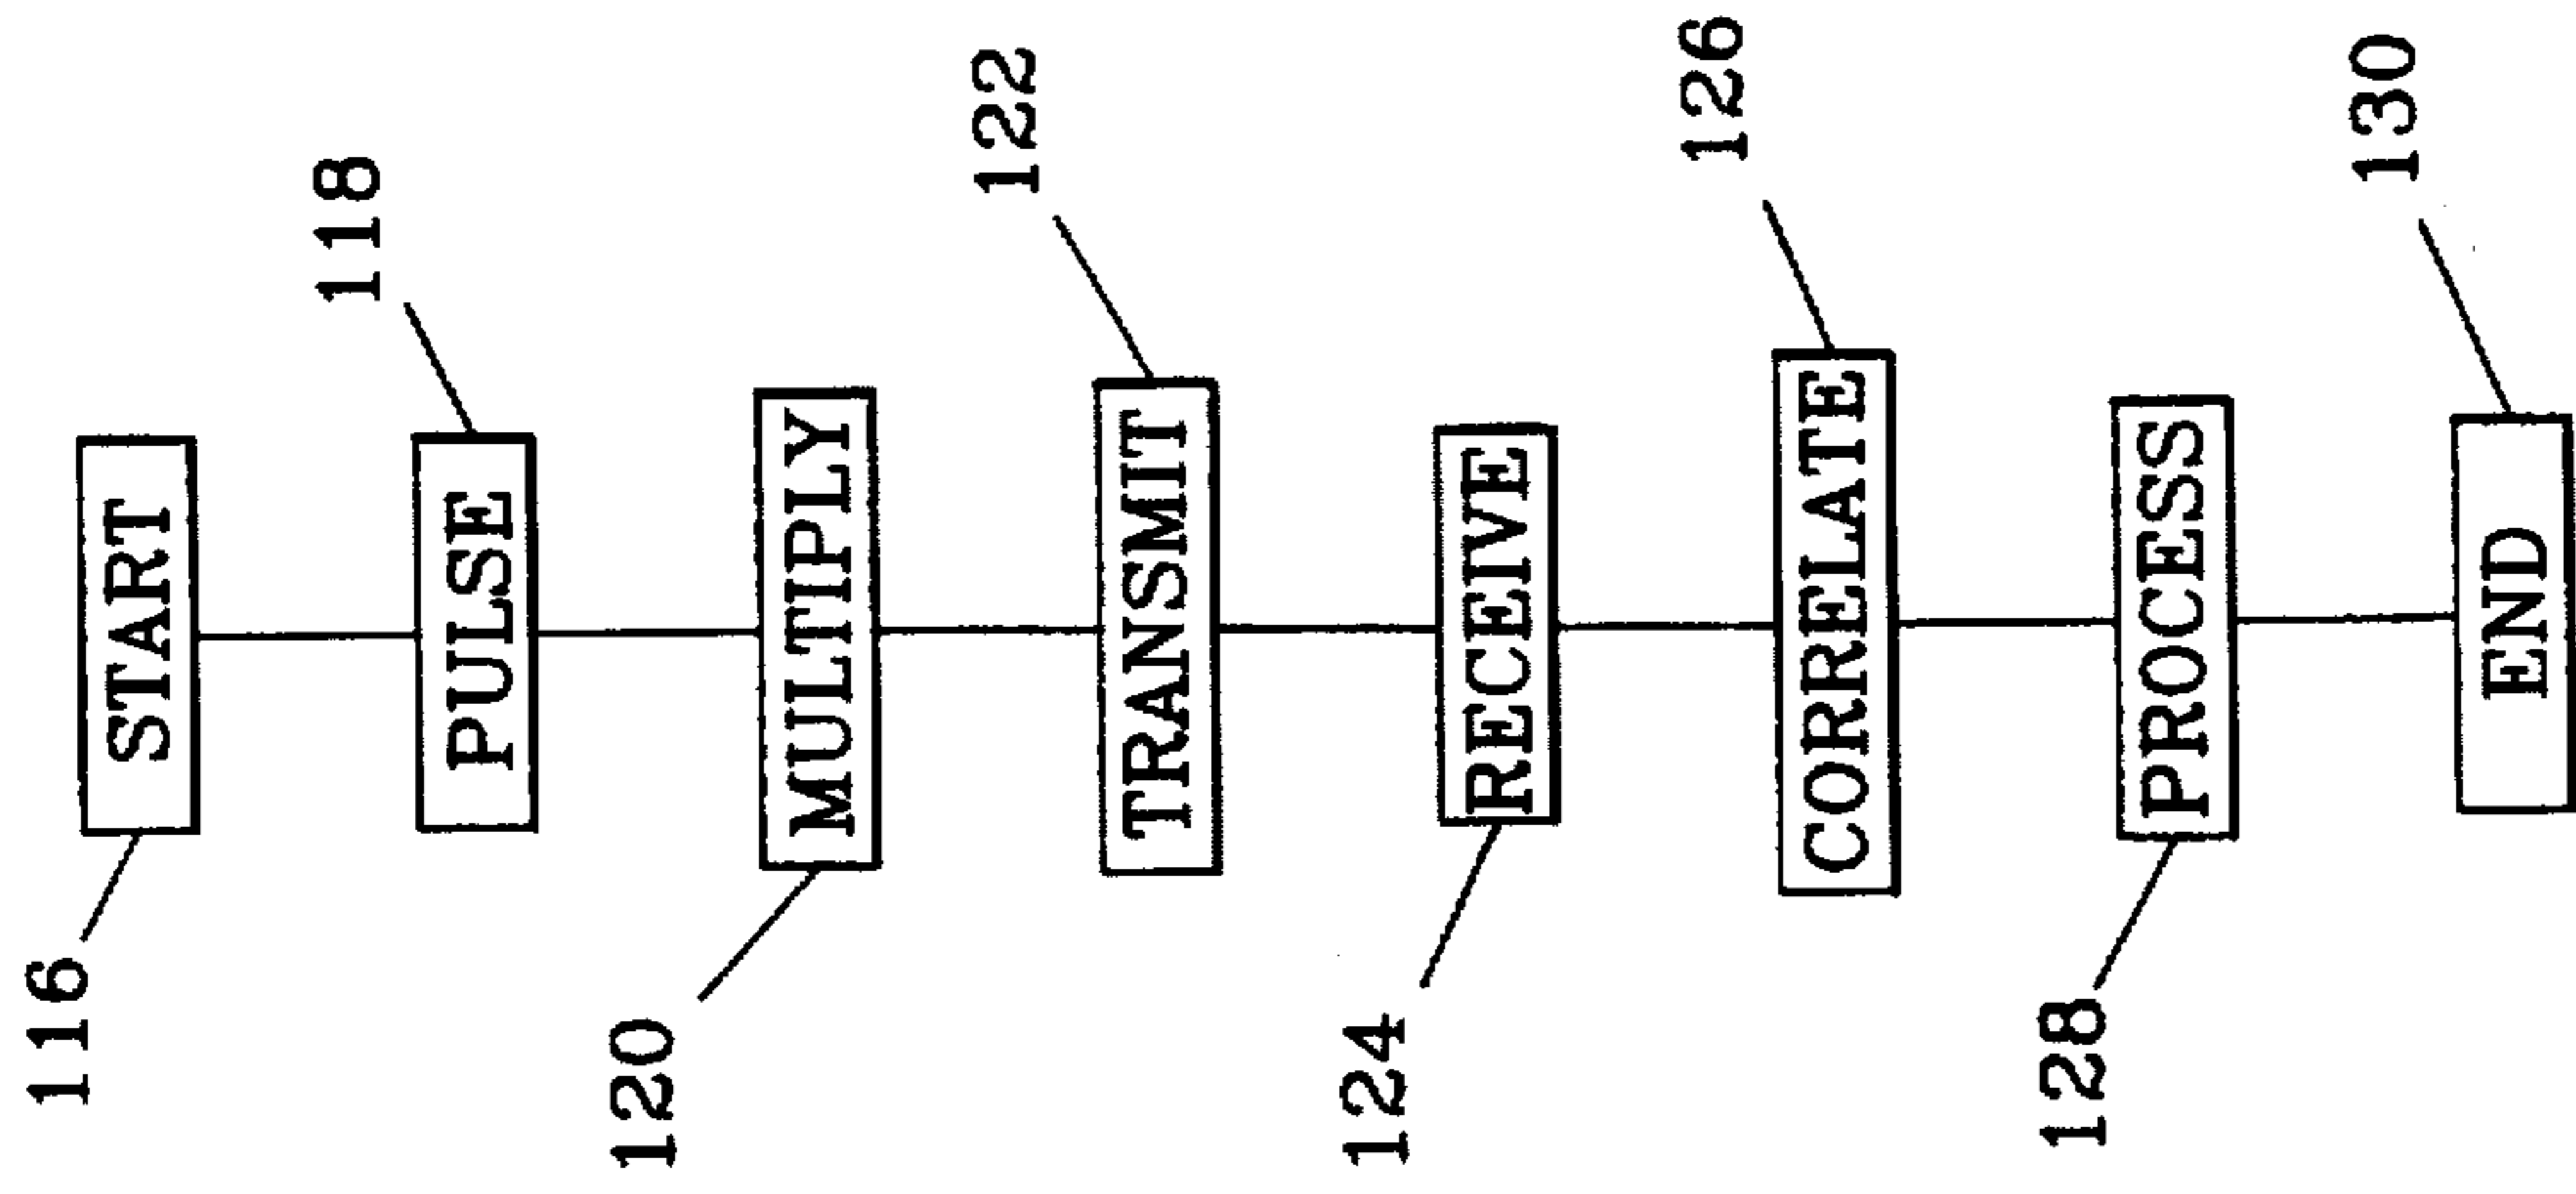 116
START
118
PULSE
120
MULTIPLY
122
TRANSMIT
124
RECEIVE
126
CORRELATE
128
PROCESS
130
END